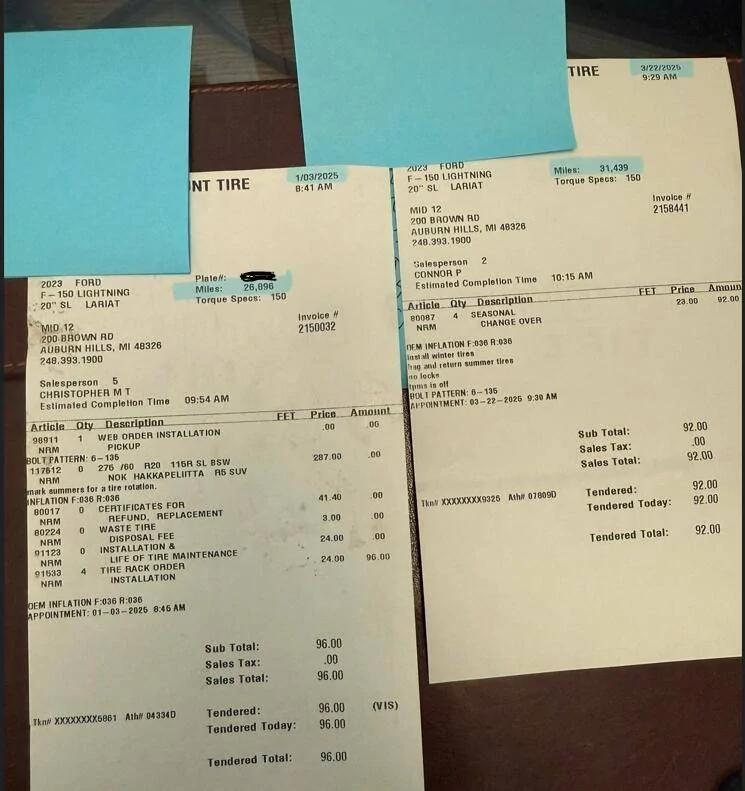 NT TIRE
1/03/2025
8:41 AM
2023 FORD
F-150 LIGHTNING
20" SL LARIAT
Plate#:
Miles: 26,896
Torque Specs: 150
MID 12
200 BROWN RD
AUBURN HILLS, MI 48326
248.393.1900
Invoice #
2150032
Salesperson 5
CHRISTOPHER M T
Estimated Completion Time 09:54 AM
Article Qty Description FET Price Amount
98911 1 WEB ORDER INSTALLATION .00 .00
NRM PICKUP
BOLT PATTERN: 6-135
117612 0 275 /60 R20 115R SL BSW 287.00 .00
NRM NOK HAKKAPELIITTA R5 SUV
mark summers for a tire rotation.
INFLATION F:036 R:036
80017 0 CERTIFICATES FOR 41.40 .00
NRM REFUND, REPLACEMENT
80224 0 WASTE TIRE 3.00 .00
NRM DISPOSAL FEE
91123 0 INSTALLATION & 24.00 .00
NRM LIFE OF TIRE MAINTENANCE
91533 4 TIRE RACK ORDER 24.00 96.00
NRM INSTALLATION
OEM INFLATION F:036 R:036
APPOINTMENT: 01-03-2025 8:45 AM
Sub Total: 96.00
Sales Tax: .00
Sales Total: 96.00
Tkn# XXXXXXXX5861 Ath# 04334D
Tendered: 96.00 (VIS)
Tendered Today: 96.00
Tendered Total: 96.00
TIRE
3/22/2025
9:29 AM
2023 FORD
F-150 LIGHTNING
20" SL LARIAT
Miles: 31,439
Torque Specs: 150
MID 12
200 BROWN RD
AUBURN HILLS, MI 48326
248.393.1900
Invoice #
2158441
Salesperson 2
CONNOR P
Estimated Completion Time 10:15 AM
Article Qty Description FET Price Amoun
80087 4 SEASONAL 23.00 92.00
NRM CHANGE OVER
OEM INFLATION F:036 R:036
install winter tires
bag and return summer tires
no locks
tpms is off
BOLT PATTERN: 6-135
APPOINTMENT: 03-22-2025 9:30 AM
Sub Total: 92.00
Sales Tax: .00
Sales Total: 92.00
Tkn# XXXXXXXX9325 Ath# 07809D
Tendered: 92.00
Tendered Today: 92.00
Tendered Total: 92.00